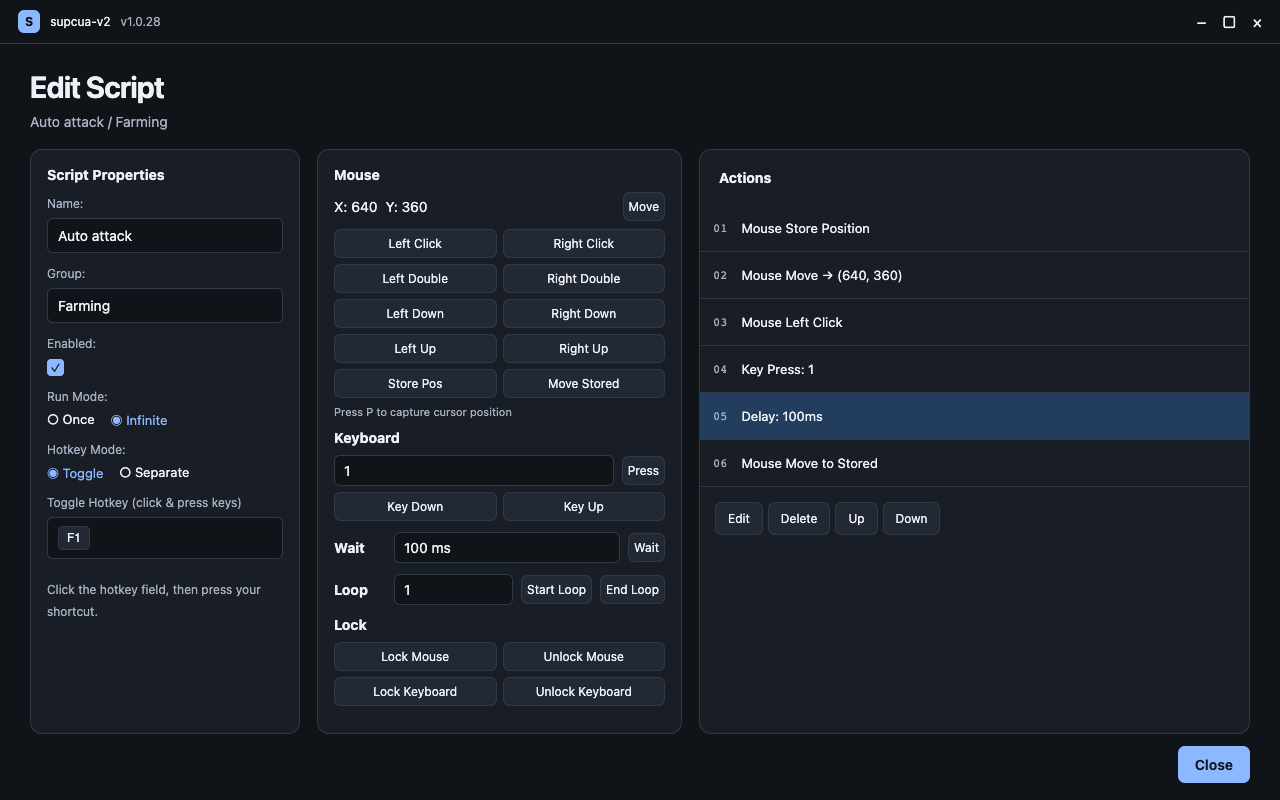 S supcua-v2 v1.0.28
Edit Script
Auto attack / Farming
Script Properties
Name:
Auto attack
Group:
Farming
Enabled:
Run Mode:
Once Infinite
Hotkey Mode:
Toggle Separate
Toggle Hotkey (click & press keys)
F1
Click the hotkey field, then press your
shortcut.
Mouse
X: 640 Y: 360 Move
Left Click Right Click
Left Double Right Double
Left Down Right Down
Left Up Right Up
Store Pos Move Stored
Press P to capture cursor position
Keyboard
1 Press
Key Down Key Up
Wait 100 ms Wait
Loop 1 Start Loop End Loop
Lock
Lock Mouse Unlock Mouse
Lock Keyboard Unlock Keyboard
Actions
01 Mouse Store Position
02 Mouse Move → (640, 360)
03 Mouse Left Click
04 Key Press: 1
05 Delay: 100ms
06 Mouse Move to Stored
Edit Delete Up Down
Close